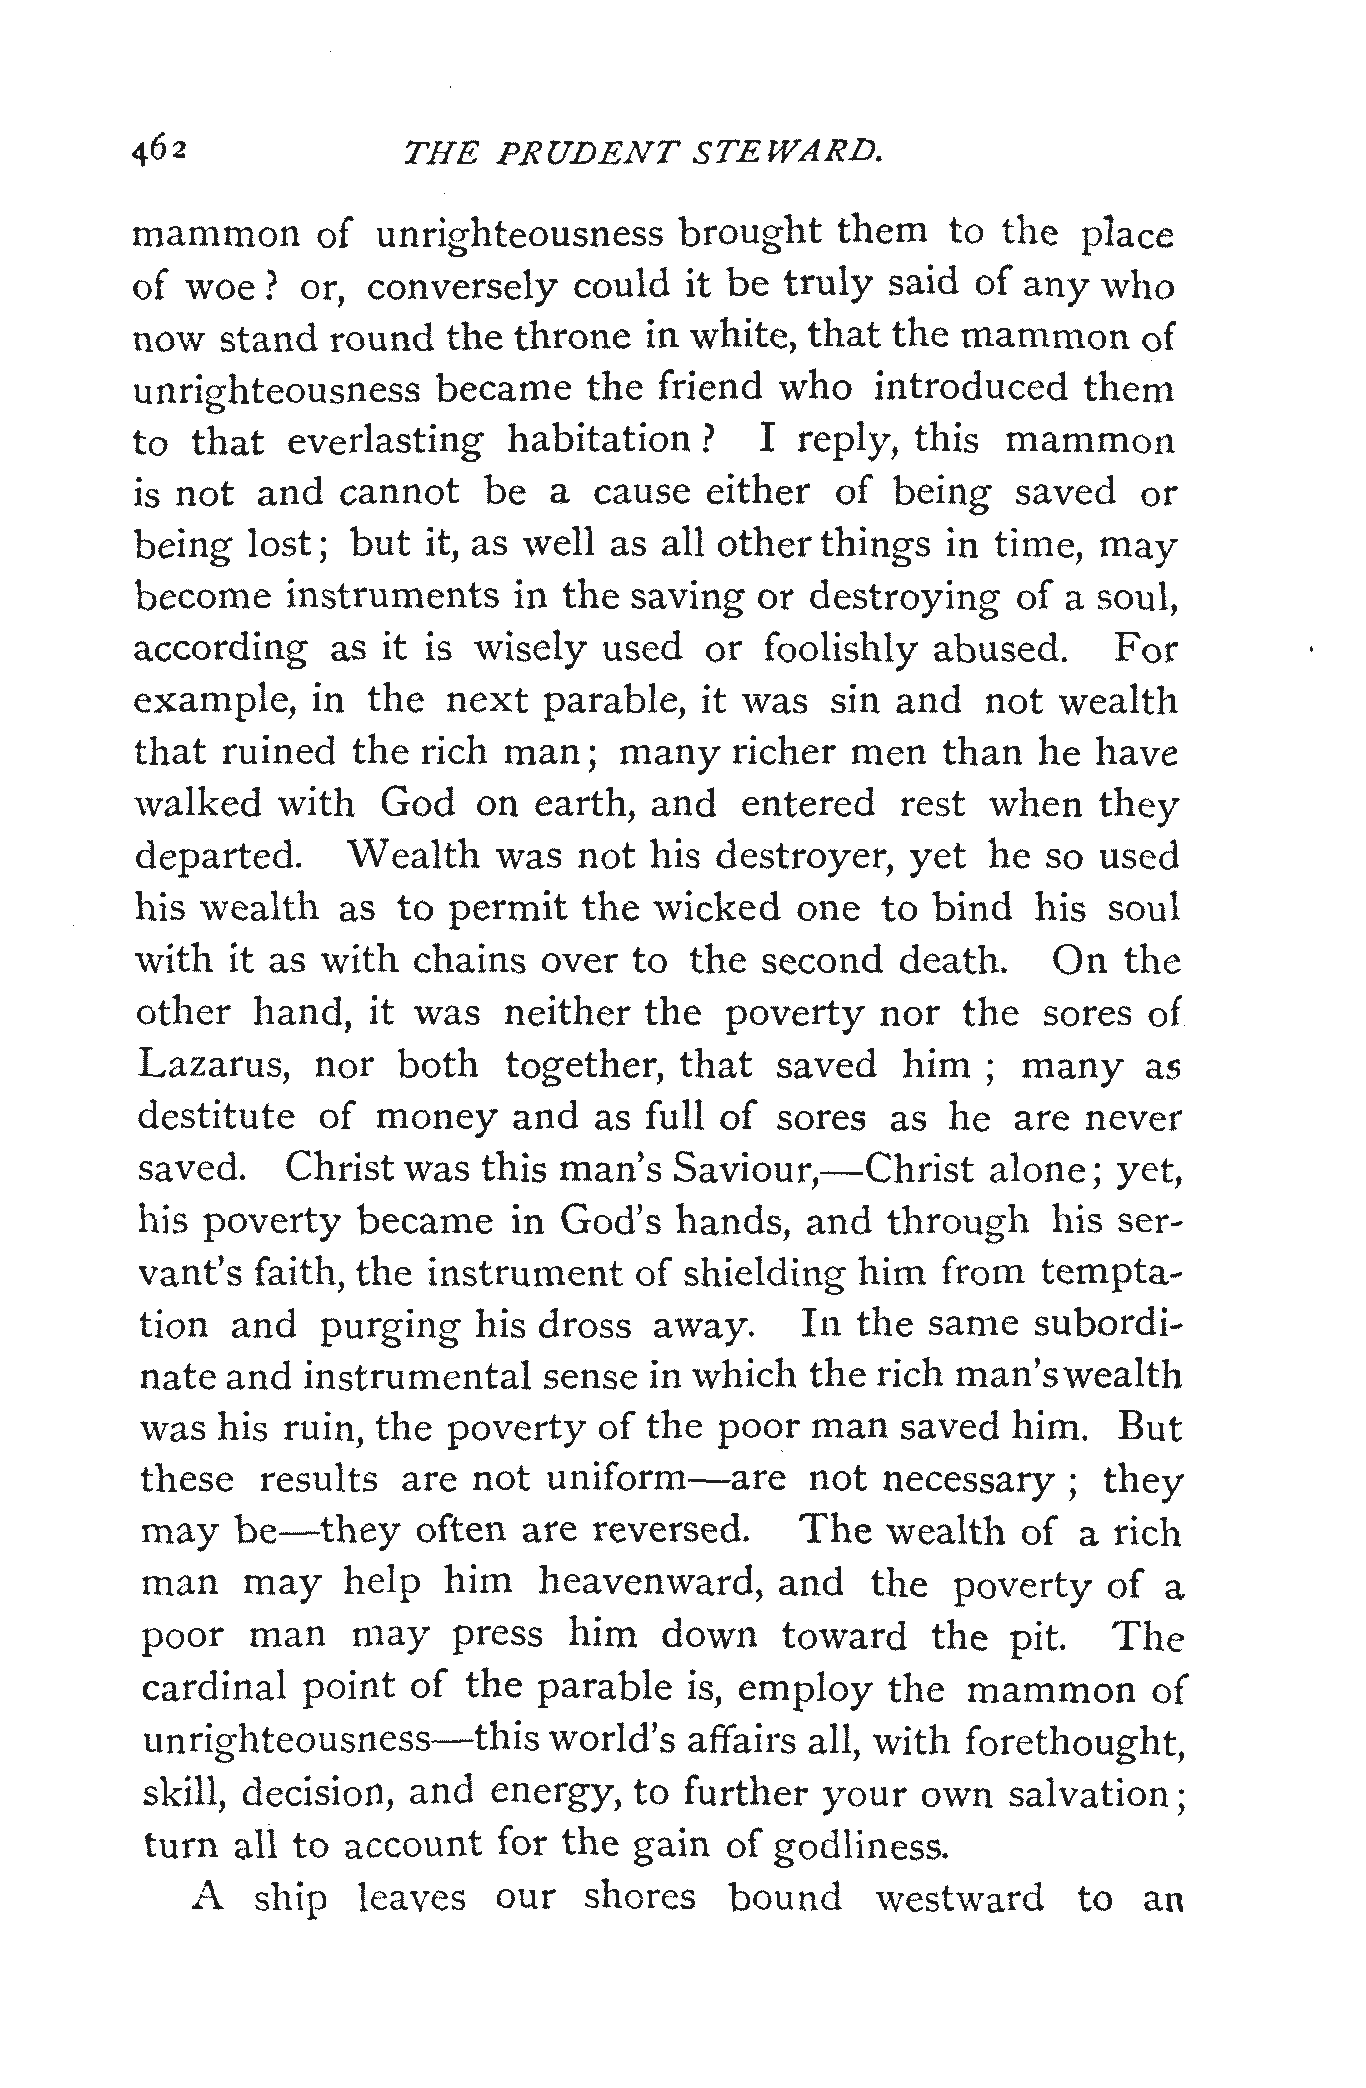 462 THE PRUDENT STEWARD.
mammon of unrighteousness brought them to the place
of woe? or, conversely could it be truly said of any who
now stand round the throne in white, that the mammon of
unrighteousness became the friend who introduced them
to that everlasting habitation? I reply, this mammon
is not and cannot be a cause either of being saved or
being lost; but it, as well as all other things in time, may
become instruments in the saving or destroying of a soul,
according as it is wisely used or foolishly abused. For
example, in the next parable, it was sin and not wealth
that ruined the rich man; many richer men than he have
walked with God on earth, and entered rest when they
departed. Wealth was not his destroyer, yet he so used
his wealth as to permit the wicked one to bind his soul
with it as with chains over to the second death. On the
other hand, it was neither the poverty nor the sores of
Lazarus, nor both together, that saved him; many as
destitute of money and as full of sores as he are never
saved. Christ was this man's Saviour,—Christ alone; yet,
his poverty became in God's hands, and through his ser-
vant's faith, the instrument of shielding him from tempta-
tion and purging his dross away. In the same subordi-
nate and instrumental sense in which the rich man's wealth
was his ruin, the poverty of the poor man saved him. But
these results are not uniform—are not necessary; they
may be—they often are reversed. The wealth of a rich
man may help him heavenward, and the poverty of a
poor man may press him down toward the pit. The
cardinal point of the parable is, employ the mammon of
unrighteousness—this world's affairs all, with forethought,
skill, decision, and energy, to further your own salvation;
turn all to account for the gain of godliness.
A ship leaves our shores bound westward to an